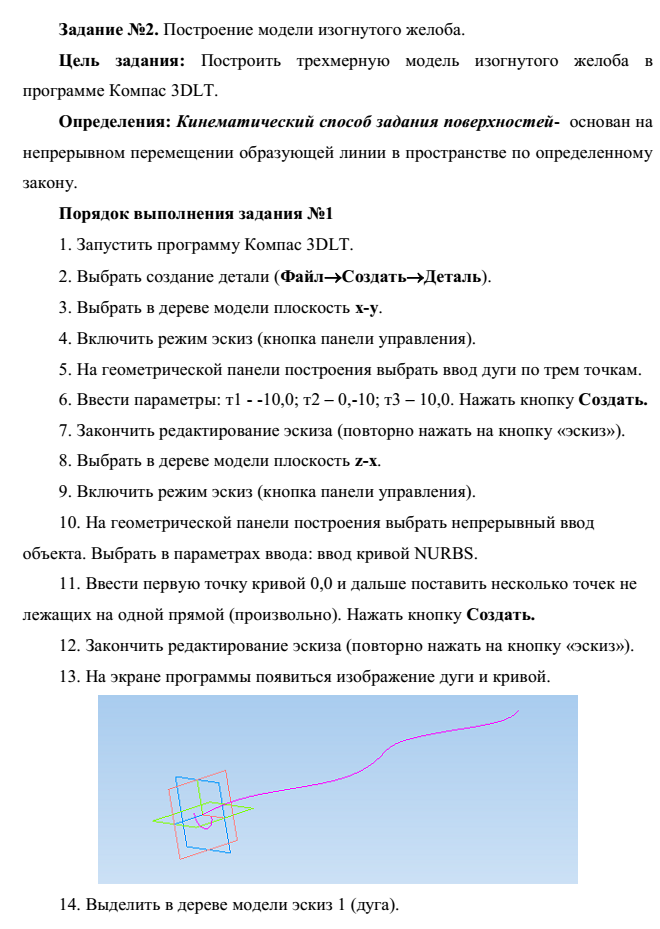 Задание №2. Построение модели изогнутого желоба.
Цель задания: Построить трехмерную модель изогнутого желоба в
программе Компас 3DLT.
Определения: Кинематический способ задания поверхностей- основан на
непрерывном перемещении образующей линии в пространстве по определенному
закону.
Порядок выполнения задания №1
1. Запустить программу Компас 3DLT.
2. Выбрать создание детали (Файл→Создать→Деталь).
3. Выбрать в дереве модели плоскость x-y.
4. Включить режим эскиз (кнопка панели управления).
5. На геометрической панели построения выбрать ввод дуги по трем точкам.
6. Ввести параметры: т1 - -10,0; т2 – 0,-10; т3 – 10,0. Нажать кнопку Создать.
7. Закончить редактирование эскиза (повторно нажать на кнопку «эскиз»).
8. Выбрать в дереве модели плоскость z-x.
9. Включить режим эскиз (кнопка панели управления).
10. На геометрической панели построения выбрать непрерывный ввод
объекта. Выбрать в параметрах ввода: ввод кривой NURBS.
11. Ввести первую точку кривой 0,0 и дальше поставить несколько точек не
лежащих на одной прямой (произвольно). Нажать кнопку Создать.
12. Закончить редактирование эскиза (повторно нажать на кнопку «эскиз»).
13. На экране программы появиться изображение дуги и кривой.
14. Выделить в дереве модели эскиз 1 (дуга).